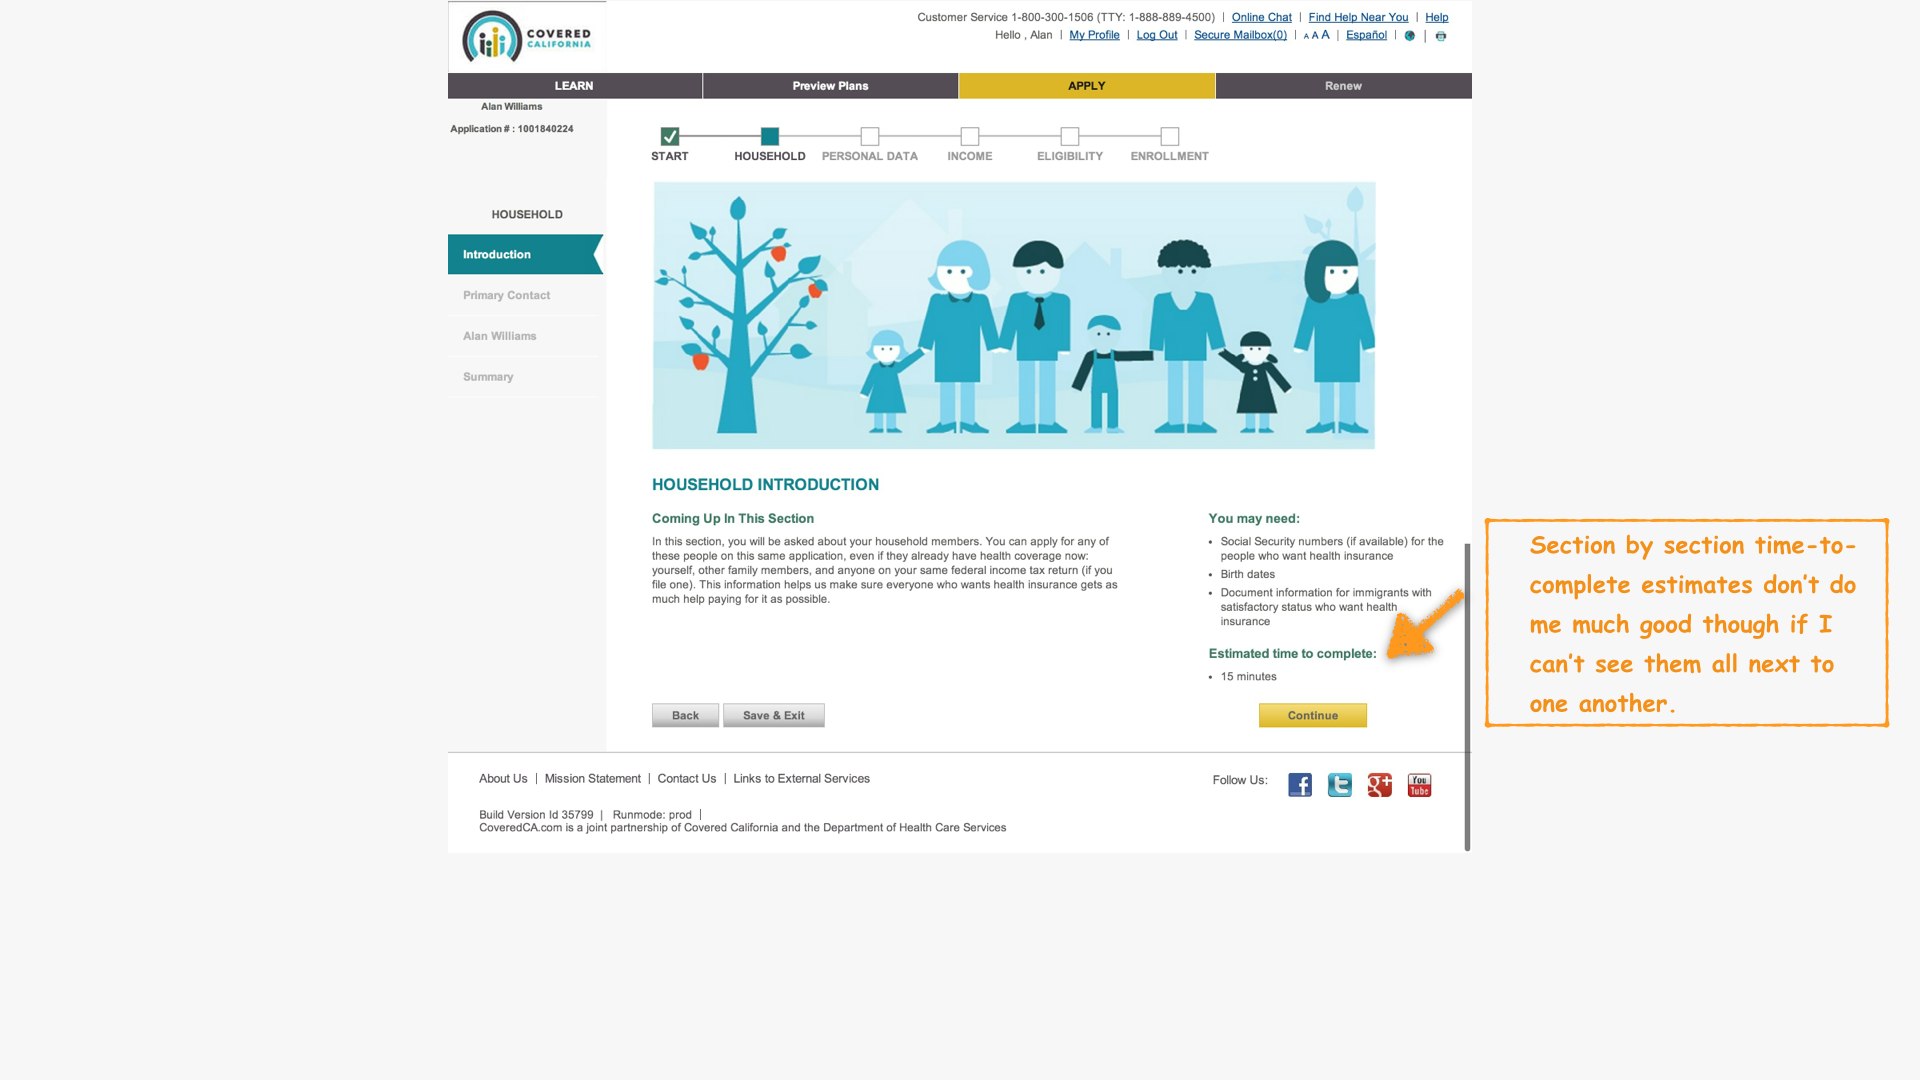 COVERED
CALIFORNIA
Customer Service 1-800-300-1506 (TTY: 1-888-889-4500) | Online Chat | Find Help Near You | Help
Hello , Alan | My Profile | Log Out | Secure Mailbox(0) | A A A | Español | |
LEARN
Preview Plans
APPLY
Renew
Alan Williams
Application # : 1001840224
START
HOUSEHOLD
PERSONAL DATA
INCOME
ELIGIBILITY
ENROLLMENT
HOUSEHOLD
Introduction
Primary Contact
Alan Williams
Summary
HOUSEHOLD INTRODUCTION
Coming Up In This Section
In this section, you will be asked about your household members. You can apply for any of
these people on this same application, even if they already have health coverage now:
yourself, other family members, and anyone on your same federal income tax return (if you
file one). This information helps us make sure everyone who wants health insurance gets as
much help paying for it as possible.
You may need:
• Social Security numbers (if available) for the
people who want health insurance
• Birth dates
• Document information for immigrants with
satisfactory status who want health
insurance
Estimated time to complete:
• 15 minutes
Back
Save & Exit
Continue
Section by section time-to-
complete estimates don't do
me much good though if I
can't see them all next to
one another.
About Us | Mission Statement | Contact Us | Links to External Services
Follow Us:
f
t
g+
You
Tube
Build Version Id 35799 | Runmode: prod |
CoveredCA.com is a joint partnership of Covered California and the Department of Health Care Services